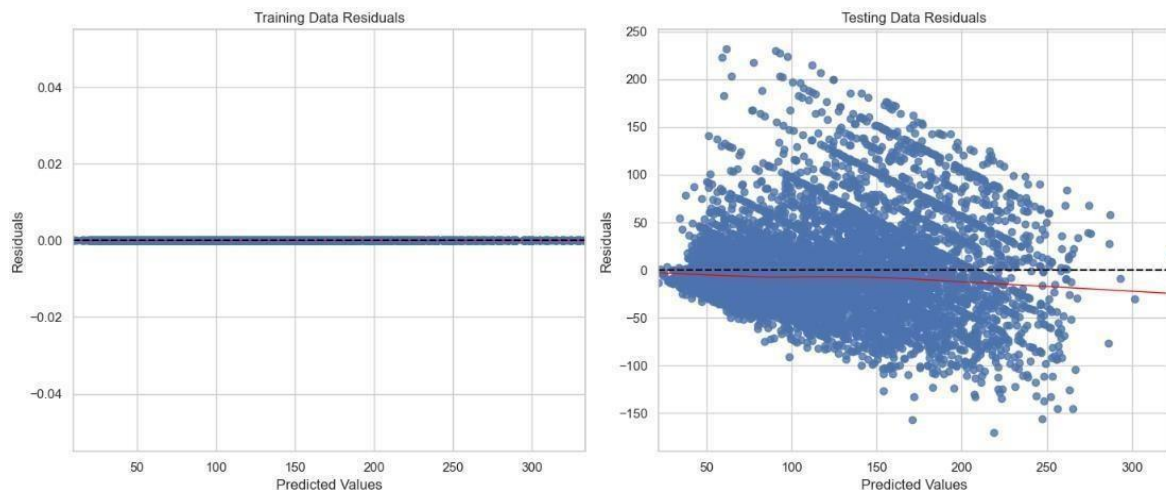 Training Data Residuals
0.04
0.02
0.00
−0.02
−0.04
Residuals
50 100 150 200 250 300
Predicted Values
Testing Data Residuals
250
200
150
100
50
0
−50
−100
−150
Residuals
50 100 150 200 250 300
Predicted Values